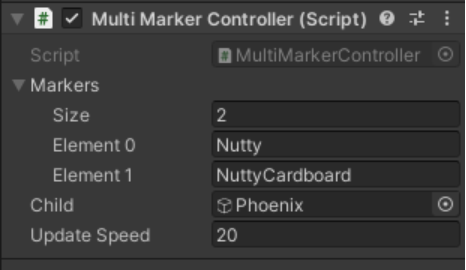 Multi Marker Controller (Script)
Script MultiMarkerController
Markers
Size 2
Element 0 Nutty
Element 1 NuttyCardboard
Child Phoenix
Update Speed 20